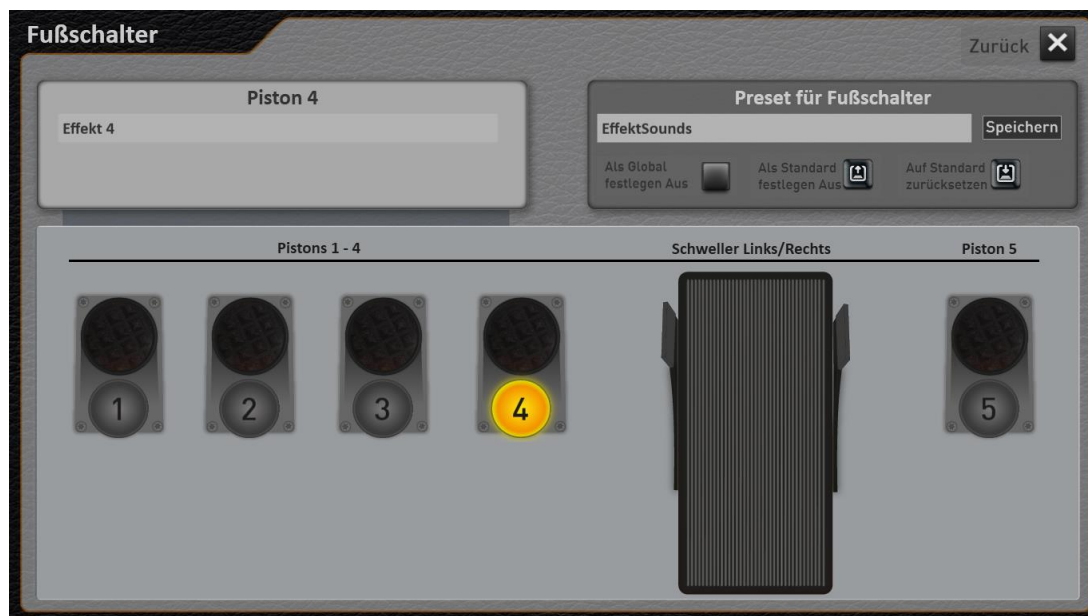 Fußschalter
Zurück
Piston 4
Effekt 4
Preset für Fußschalter
EffektSounds
Speichern
Als Global
festlegen Aus
Als Standard
festlegen Aus
Auf Standard
zurücksetzen
Pistons 1 - 4
Schweller Links/Rechts
Piston 5
1
2
3
4
5